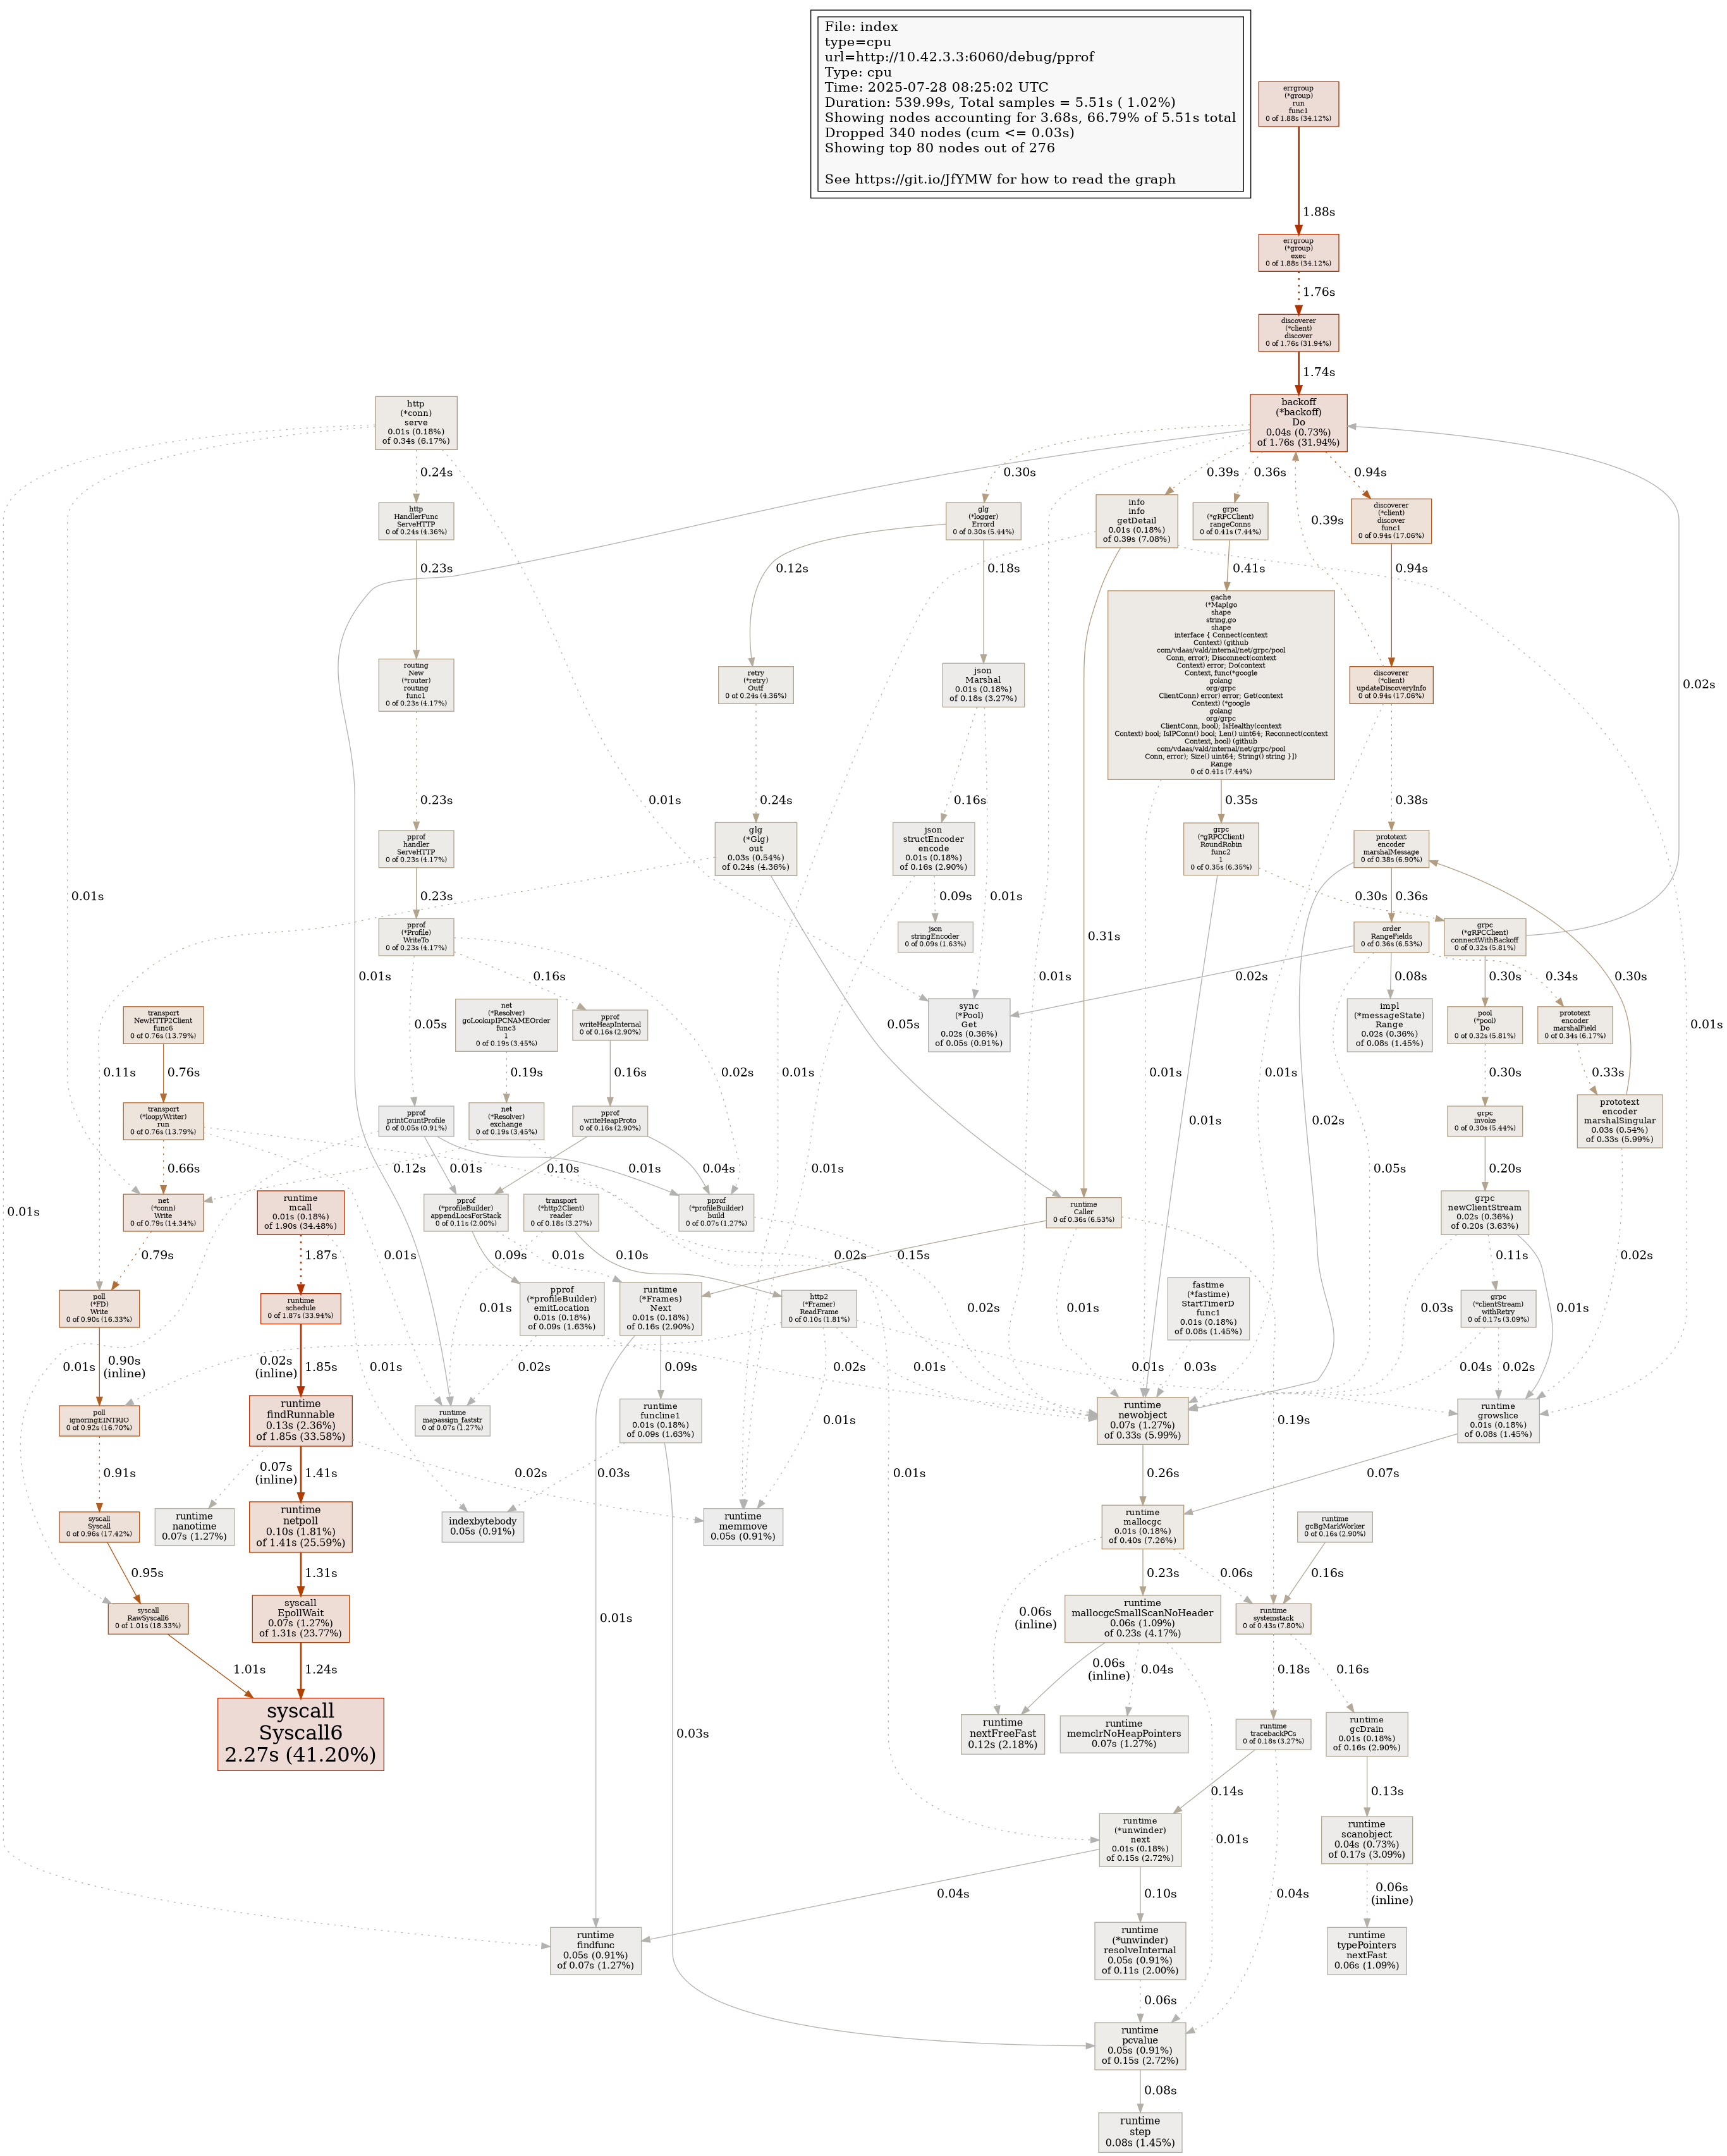 File: index
type=cpu
url=http://10.42.3.3:6060/debug/pprof
Type: cpu
Time: 2025-07-28 08:25:02 UTC
Duration: 539.99s, Total samples = 5.51s ( 1.02%)
Showing nodes accounting for 3.68s, 66.79% of 5.51s total
Dropped 340 nodes (cum <= 0.03s)
Showing top 80 nodes out of 276
See https://git.io/JfYMW for how to read the graph
errgroup
(*group)
run
func1
0 of 1.88s (34.12%)
1.88s
errgroup
(*group)
exec
0 of 1.88s (34.12%)
1.76s
discoverer
(*client)
discover
0 of 1.76s (31.94%)
1.74s
http
(*conn)
serve
0.01s (0.18%)
of 0.34s (6.17%)
backoff
(*backoff)
Do
0.04s (0.73%)
of 1.76s (31.94%)
0.24s
0.30s
0.39s
0.36s
0.94s
http
HandlerFunc
ServeHTTP
0 of 0.24s (4.36%)
glg
(*logger)
Errord
0 of 0.30s (5.44%)
info
info
getDetail
0.01s (0.18%)
of 0.39s (7.08%)
grpc
(*gRPCClient)
rangeConns
0 of 0.41s (7.44%)
0.39s
discoverer
(*client)
discover
func1
0 of 0.94s (17.06%)
0.23s
0.12s
0.18s
0.41s
0.94s
routing
New
(*router)
routing
func1
0 of 0.23s (4.17%)
retry
(*retry)
Outf
0 of 0.24s (4.36%)
json
Marshal
0.01s (0.18%)
of 0.18s (3.27%)
gache
(*Map[go
shape
string,go
shape
interface { Connect(context
Context) (github
com/vdaas/vald/internal/net/grpc/pool
Conn, error); Disconnect(context
Context) error; Do(context
Context, func(*google
golang
org/grpc
ClientConn) error) error; Get(context
Context) (*google
golang
org/grpc
ClientConn, bool); IsHealthy(context
Context) bool; IsIPConn() bool; Len() uint64; Reconnect(context
Context, bool) (github
com/vdaas/vald/internal/net/grpc/pool
Conn, error); Size() uint64; String() string }])
Range
0 of 0.41s (7.44%)
discoverer
(*client)
updateDiscoveryInfo
0 of 0.94s (17.06%)
0.02s
0.23s
0.01s
0.24s
0.16s
0.35s
0.38s
pprof
handler
ServeHTTP
0 of 0.23s (4.17%)
glg
(*Glg)
out
0.03s (0.54%)
of 0.24s (4.36%)
json
structEncoder
encode
0.01s (0.18%)
of 0.16s (2.90%)
grpc
(*gRPCClient)
RoundRobin
func2
1
0 of 0.35s (6.35%)
prototext
encoder
marshalMessage
0 of 0.38s (6.90%)
0.01s
0.23s
0.09s
0.01s
0.30s
0.36s
pprof
(*Profile)
WriteTo
0 of 0.23s (4.17%)
json
stringEncoder
0 of 0.09s (1.63%)
0.31s
order
RangeFields
0 of 0.36s (6.53%)
grpc
(*gRPCClient)
connectWithBackoff
0 of 0.32s (5.81%)
0.01s
0.16s
0.05s
0.01s
0.02s
0.08s
0.30s
0.34s
0.30s
transport
NewHTTP2Client
func6
0 of 0.76s (13.79%)
0.05s
net
(*Resolver)
goLookupIPCNAMEOrder
func3
1
0 of 0.19s (3.45%)
pprof
writeHeapInternal
0 of 0.16s (2.90%)
sync
(*Pool)
Get
0.02s (0.36%)
of 0.05s (0.91%)
impl
(*messageState)
Range
0.02s (0.36%)
of 0.08s (1.45%)
pool
(*pool)
Do
0 of 0.32s (5.81%)
prototext
encoder
marshalField
0 of 0.34s (6.17%)
0.01s
0.11s
0.76s
0.19s
0.16s
0.02s
0.01s
0.01s
0.01s
0.30s
0.33s
transport
(*loopyWriter)
run
0 of 0.76s (13.79%)
pprof
printCountProfile
0 of 0.05s (0.91%)
net
(*Resolver)
exchange
0 of 0.19s (3.45%)
pprof
writeHeapProto
0 of 0.16s (2.90%)
0.01s
0.02s
grpc
invoke
0 of 0.30s (5.44%)
prototext
encoder
marshalSingular
0.03s (0.54%)
of 0.33s (5.99%)
0.66s
0.12s
0.01s
0.10s
0.01s
0.04s
0.01s
0.05s
0.20s
0.01s
net
(*conn)
Write
0 of 0.79s (14.34%)
runtime
mcall
0.01s (0.18%)
of 1.90s (34.48%)
pprof
(*profileBuilder)
appendLocsForStack
0 of 0.11s (2.00%)
transport
(*http2Client)
reader
0 of 0.18s (3.27%)
pprof
(*profileBuilder)
build
0 of 0.07s (1.27%)
runtime
Caller
0 of 0.36s (6.53%)
grpc
newClientStream
0.02s (0.36%)
of 0.20s (3.63%)
0.79s
1.87s
0.01s
0.09s
0.01s
0.10s
0.02s
0.15s
0.11s
0.02s
poll
(*FD)
Write
0 of 0.90s (16.33%)
runtime
schedule
0 of 1.87s (33.94%)
0.01s
pprof
(*profileBuilder)
emitLocation
0.01s (0.18%)
of 0.09s (1.63%)
runtime
(*Frames)
Next
0.01s (0.18%)
of 0.16s (2.90%)
http2
(*Framer)
ReadFrame
0 of 0.10s (1.81%)
0.02s
0.01s
fastime
(*fastime)
StartTimerD
func1
0.01s (0.18%)
of 0.08s (1.45%)
0.03s
grpc
(*clientStream)
withRetry
0 of 0.17s (3.09%)
0.01s
0.01s
0.90s
(inline)
0.02s
(inline)
1.85s
0.01s
0.02s
0.09s
0.02s
0.01s
0.03s
0.01s
0.04s
0.02s
poll
ignoringEINTRIO
0 of 0.92s (16.70%)
runtime
findRunnable
0.13s (2.36%)
of 1.85s (33.58%)
runtime
mapassign_faststr
0 of 0.07s (1.27%)
runtime
funcline1
0.01s (0.18%)
of 0.09s (1.63%)
0.01s
runtime
newobject
0.07s (1.27%)
of 0.33s (5.99%)
0.19s
runtime
growslice
0.01s (0.18%)
of 0.08s (1.45%)
0.91s
0.07s
(inline)
1.41s
0.02s
0.03s
0.01s
0.26s
0.07s
syscall
Syscall
0 of 0.96s (17.42%)
runtime
nanotime
0.07s (1.27%)
runtime
netpoll
0.10s (1.81%)
of 1.41s (25.59%)
indexbytebody
0.05s (0.91%)
runtime
memmove
0.05s (0.91%)
runtime
mallocgc
0.01s (0.18%)
of 0.40s (7.26%)
runtime
gcBgMarkWorker
0 of 0.16s (2.90%)
0.95s
1.31s
0.06s
(inline)
0.23s
0.06s
0.16s
syscall
RawSyscall6
0 of 1.01s (18.33%)
syscall
EpollWait
0.07s (1.27%)
of 1.31s (23.77%)
0.01s
runtime
mallocgcSmallScanNoHeader
0.06s (1.09%)
of 0.23s (4.17%)
runtime
systemstack
0 of 0.43s (7.80%)
1.01s
1.24s
0.06s
(inline)
0.04s
0.18s
0.16s
syscall
Syscall6
2.27s (41.20%)
0.03s
runtime
nextFreeFast
0.12s (2.18%)
runtime
memclrNoHeapPointers
0.07s (1.27%)
runtime
tracebackPCs
0 of 0.18s (3.27%)
runtime
gcDrain
0.01s (0.18%)
of 0.16s (2.90%)
0.14s
0.13s
runtime
(*unwinder)
next
0.01s (0.18%)
of 0.15s (2.72%)
0.01s
runtime
scanobject
0.04s (0.73%)
of 0.17s (3.09%)
0.04s
0.10s
0.04s
0.06s
(inline)
runtime
findfunc
0.05s (0.91%)
of 0.07s (1.27%)
runtime
(*unwinder)
resolveInternal
0.05s (0.91%)
of 0.11s (2.00%)
runtime
typePointers
nextFast
0.06s (1.09%)
0.06s
runtime
pcvalue
0.05s (0.91%)
of 0.15s (2.72%)
0.08s
runtime
step
0.08s (1.45%)